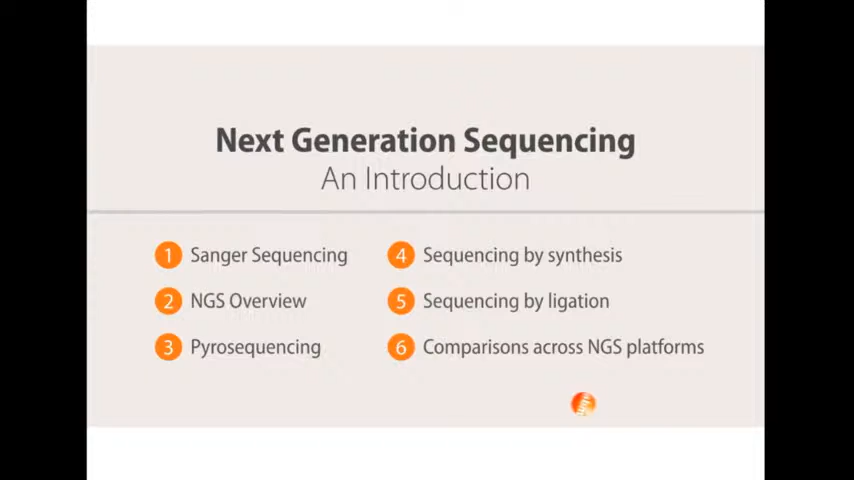 Next Generation Sequencing
An Introduction
1 Sanger Sequencing
2 NGS Overview
3 Pyrosequencing
4 Sequencing by synthesis
5 Sequencing by ligation
6 Comparisons across NGS platforms